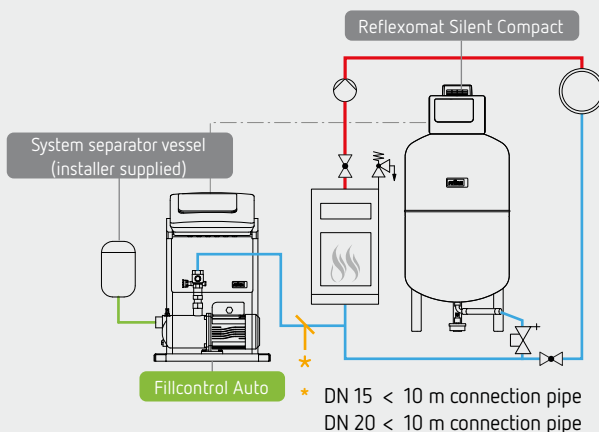 Reflexomat Silent Compact
System separator vessel
(installer supplied)
Fillcontrol Auto
*
* DN 15 < 10 m connection pipe
DN 20 < 10 m connection pipe